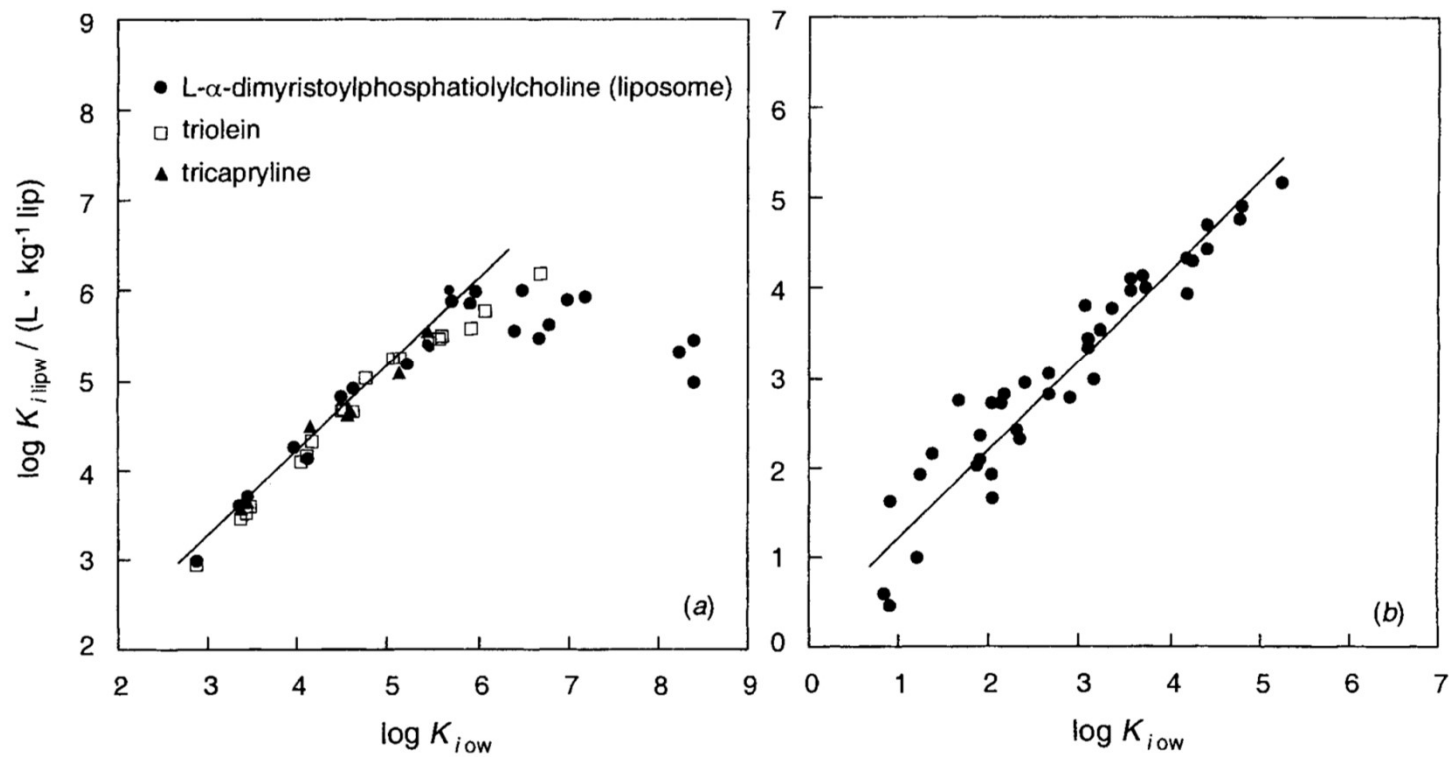 9
8
7
6
5
4
3
2
log K i lipw / (L · kg⁻¹ lip)
● L-α-dimyristoylphosphatiolylcholine (liposome)
□ triolein
▲ tricapryline
(a)
2 3 4 5 6 7 8 9
log K i ow
7
6
5
4
3
2
1
0
(b)
0 1 2 3 4 5 6 7
log K i ow